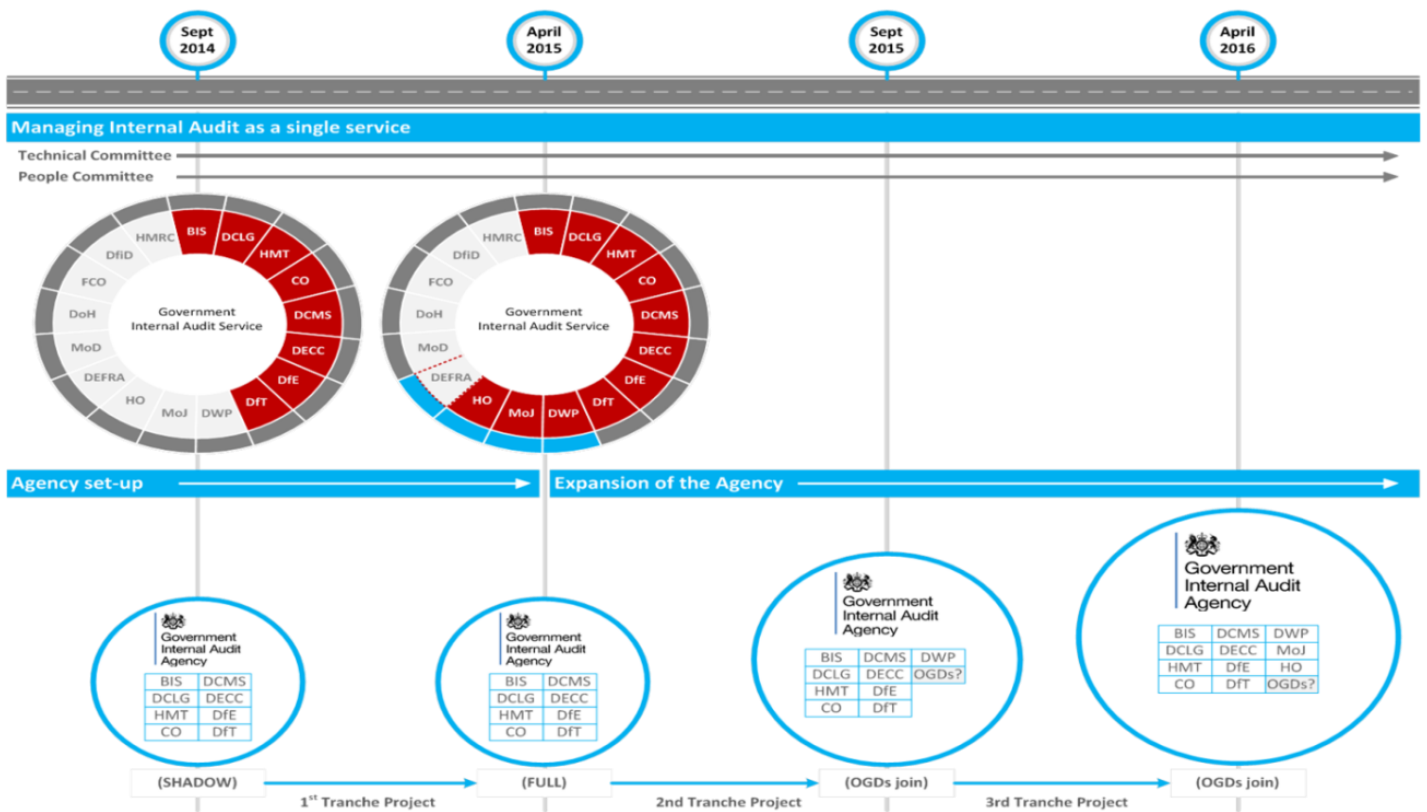 Sept
2014
April
2015
Sept
2015
April
2016
Managing Internal Audit as a single service
Technical Committee
People Committee
BIS
DCLG
HMT
CO
DCMS
DECC
DfE
DfT
DWP
MoJ
HO
DEFRA
MoD
DoH
FCO
DfiD
HMRC
Government
Internal Audit Service
BIS
DCLG
HMT
CO
DCMS
DECC
DfE
DfT
DWP
MoJ
HO
DEFRA
MoD
DoH
FCO
DfiD
HMRC
Government
Internal Audit Service
Agency set-up
Expansion of the Agency
Government
Internal Audit
Agency
BIS DCMS
DCLG DECC
HMT DfE
CO DfT
Government
Internal Audit
Agency
BIS DCMS
DCLG DECC
HMT DfE
CO DfT
Government
Internal Audit
Agency
BIS DCMS DWP
DCLG DECC OGDs?
HMT DfE
CO DfT
Government
Internal Audit
Agency
BIS DCMS DWP
DCLG DECC MoJ
HMT DfE HO
CO DfT OGDs?
(SHADOW)
1st Tranche Project
(FULL)
2nd Tranche Project
(OGDs join)
3rd Tranche Project
(OGDs join)